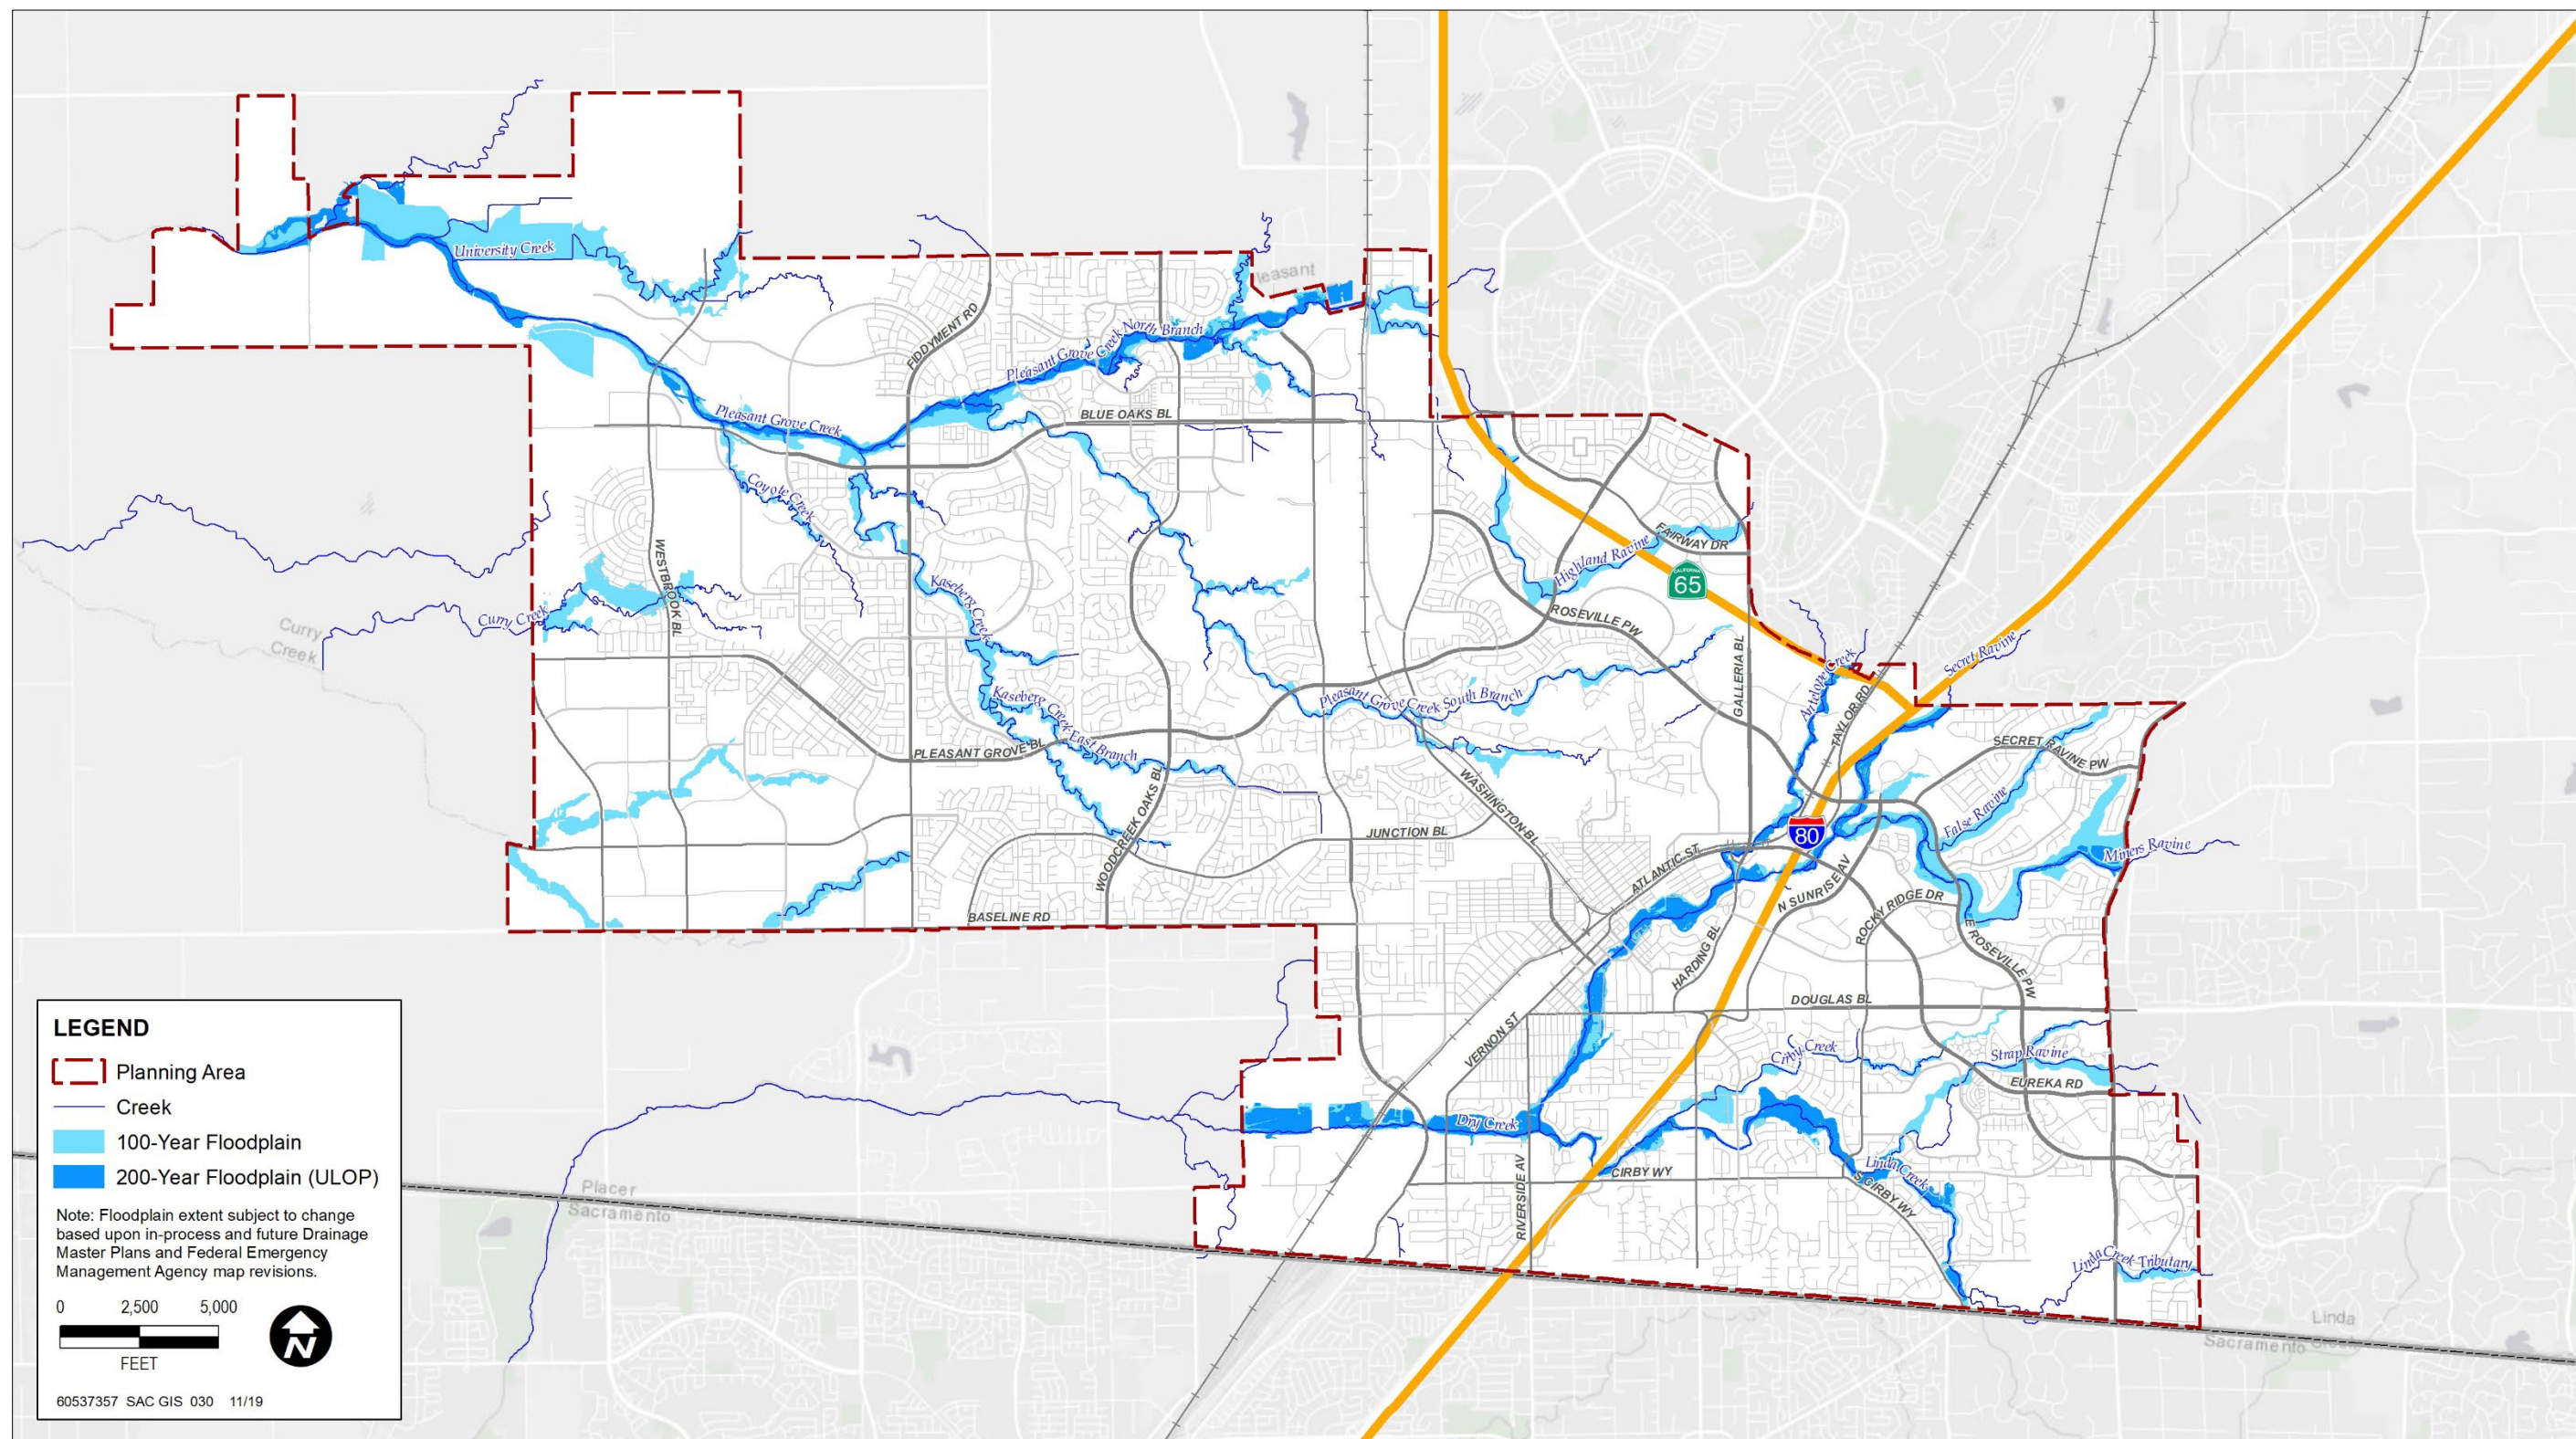 Pleasant
University Creek
FIDDYMENT RD
Pleasant Grove Creek North Branch
Pleasant Grove Creek
BLUE OAKS BL
Coyote Creek
WESTBROOK BL
Kaseberg Creek
Curry Creek
Curry
Creek
FAIRWAY DR
Highland Ravine
CALIFORNIA
65
ROSEVILLE PW
GALLERIA BL
Antelope Creek
Secret Ravine
TAYLOR RD
Kaseberg Creek East Branch
Pleasant Grove Creek South Branch
PLEASANT GROVE BL
SECRET RAVINE PW
WASHINGTON BL
WOODCREEK OAKS BL
JUNCTION BL
False Ravine
80
Miners Ravine
ATLANTIC ST
N SUNRISE AV
ROCKY RIDGE DR
BASELINE RD
HARDING BL
E ROSEVILLE PW
DOUGLAS BL
VERNON ST
Cirby Creek
Strap Ravine
EUREKA RD
Dry Creek
CIRBY WY
Linda Creek
S CIRBY WY
RIVERSIDE AV
Linda Creek Tributary
Placer
Sacramento
Linda
Creek
Sacramento
LEGEND
Planning Area
Creek
100-Year Floodplain
200-Year Floodplain (ULOP)
Note: Floodplain extent subject to change
based upon in-process and future Drainage
Master Plans and Federal Emergency
Management Agency map revisions.
0 2,500 5,000
FEET
N
60537357 SAC GIS 030 11/19